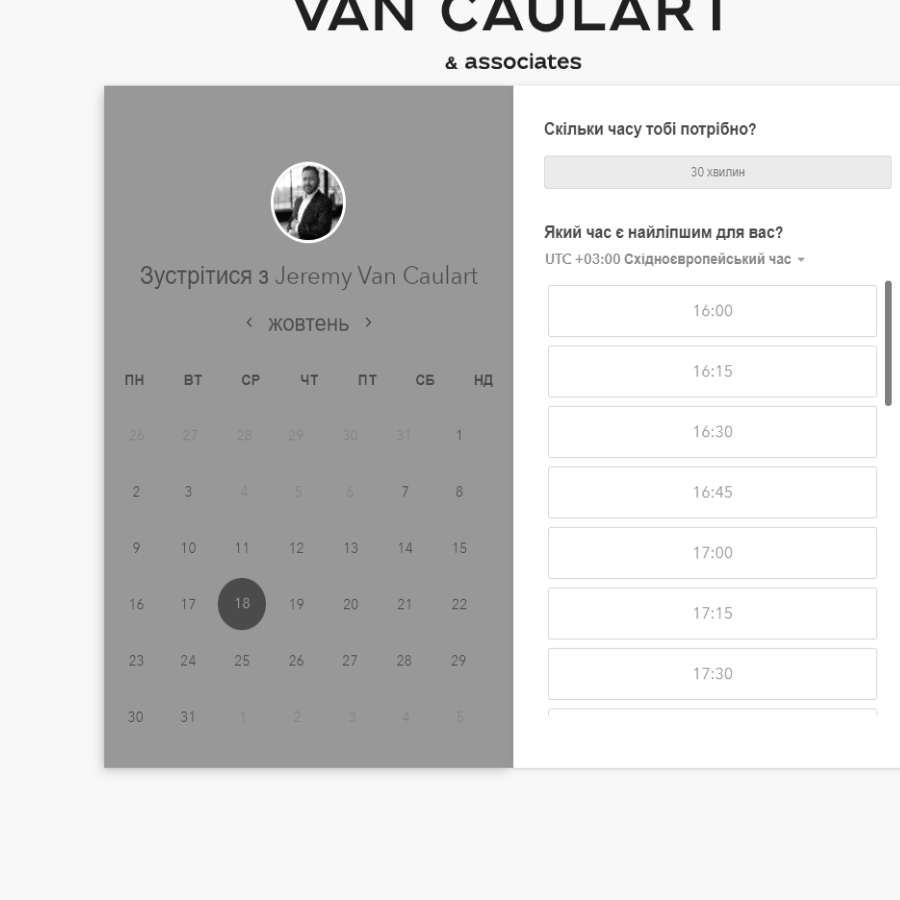 VAN CAULART
& associates
Зустрітися з Jeremy Van Caulart
жовтень
ПН ВТ СР ЧТ ПТ СБ НД
26 27 28 29 30 31 1
2 3 4 5 6 7 8
9 10 11 12 13 14 15
16 17 18 19 20 21 22
23 24 25 26 27 28 29
30 31 1 2 3 4 5
Скільки часу тобі потрібно?
30 хвилин
Який час є найліпшим для вас?
UTC +03:00 Східноєвропейський час
16:00
16:15
16:30
16:45
17:00
17:15
17:30